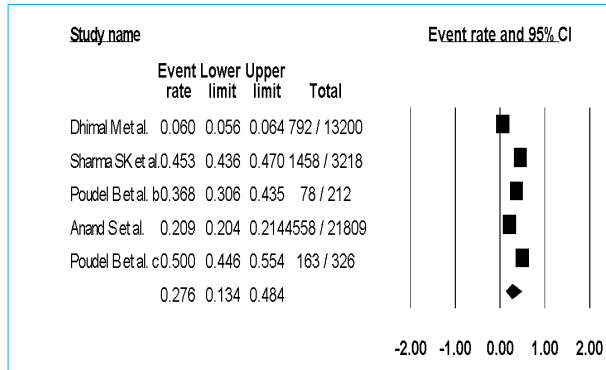 Study name Event rate and 95% CI
Event Lower Upper
rate limit limit Total
Dhimal M et al. 0.060 0.056 0.064 792 / 13200
Sharma SK et al. 0.453 0.436 0.470 1458 / 3218
Poudel B et al. b 0.368 0.306 0.435 78 / 212
Anand S et al. 0.209 0.204 0.214 4558 / 21809
Poudel B et al. c 0.500 0.446 0.554 163 / 326
0.276 0.134 0.484
-2.00 -1.00 0.00 1.00 2.00